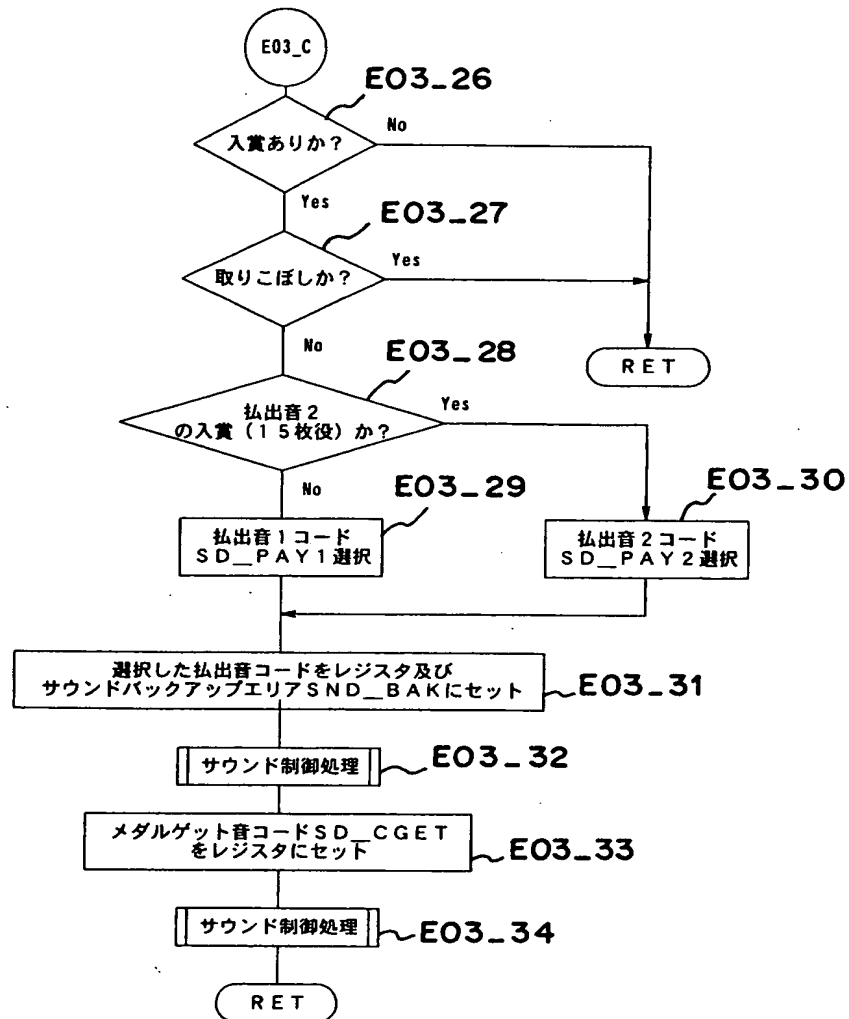 E03_C
E03_26
入賞ありか?
No
Yes
E03_27
取りこぼしか?
Yes
No
RET
E03_28
払出音2
の入賞(15枚役)か?
Yes
No
E03_29
払出音1コード
SD__PAY1選択
E03_30
払出音2コード
SD__PAY2選択
選択した払出音コードをレジスタ及び
サウンドバックアップエリアSND__BAKにセット
E03_31
サウンド制御処理
E03_32
メダルゲット音コードSD__CGET
をレジスタにセット
E03_33
サウンド制御処理
E03_34
RET